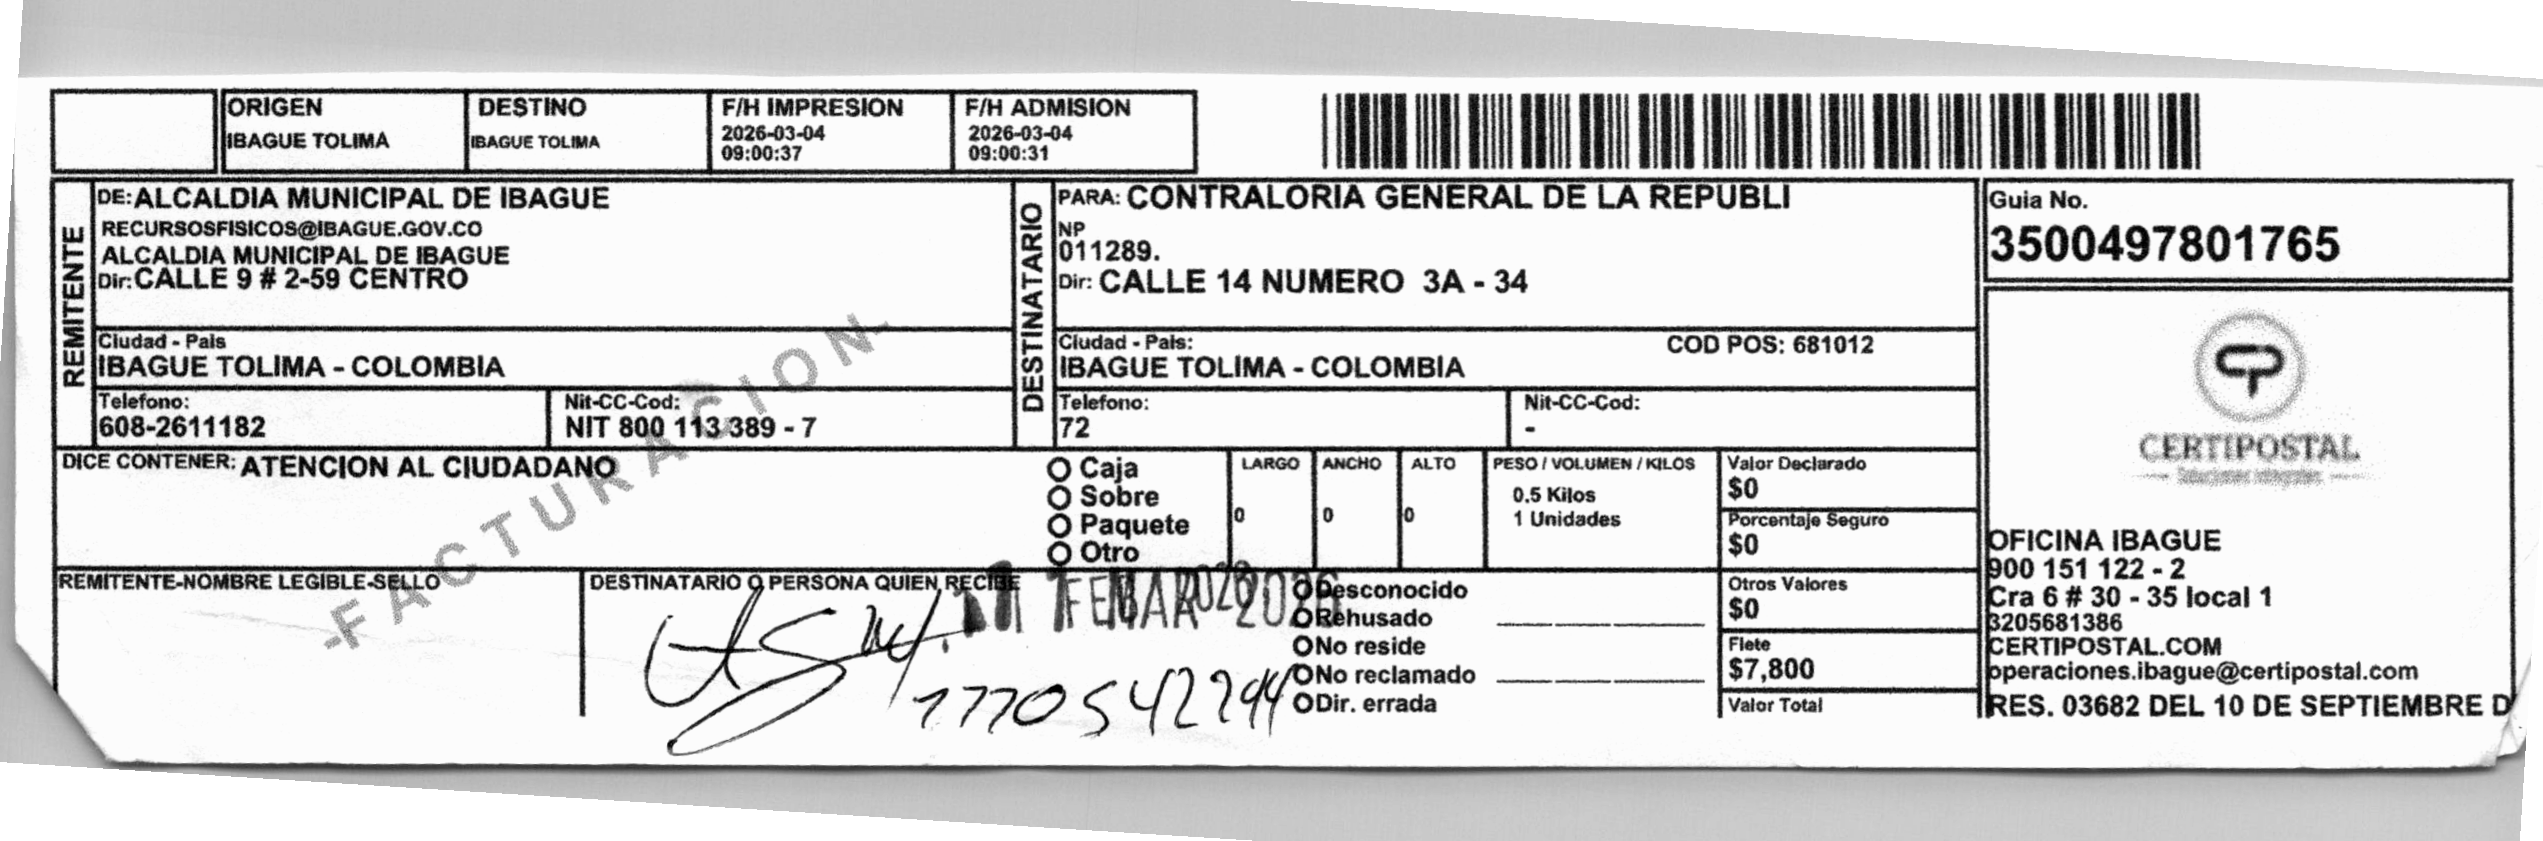 ORIGEN
IBAGUE TOLIMA
DESTINO
IBAGUE TOLIMA
F/H IMPRESION
2026-03-04
09:00:37
F/H ADMISION
2026-03-04
09:00:31
REMITENTE
DE: ALCALDIA MUNICIPAL DE IBAGUE
RECURSOSFISICOS@IBAGUE.GOV.CO
ALCALDIA MUNICIPAL DE IBAGUE
Dir: CALLE 9 # 2-59 CENTRO
Ciudad - Pais
IBAGUE TOLIMA - COLOMBIA
Telefono:
608-2611182
Nit-CC-Cod:
NIT 800 113 389 - 7
DESTINATARIO
PARA: CONTRALORIA GENERAL DE LA REPUBLI
NP
011289.
Dir: CALLE 14 NUMERO 3A - 34
Ciudad - Pais:
COD POS: 681012
IBAGUE TOLIMA - COLOMBIA
Telefono:
72
Nit-CC-Cod:
-
Guia No.
3500497801765
CERTIPOSTAL
OFICINA IBAGUE
900 151 122 - 2
Cra 6 # 30 - 35 local 1
3205681386
CERTIPOSTAL.COM
operaciones.ibague@certipostal.com
RES. 03682 DEL 10 DE SEPTIEMBRE D
DICE CONTENER: ATENCION AL CIUDADANO
-FACTURACION-
Caja
Sobre
Paquete
Otro
LARGO
0
ANCHO
0
ALTO
0
PESO / VOLUMEN / KILOS
0.5 Kilos
1 Unidades
Valor Declarado
$0
Porcentaje Seguro
$0
Otros Valores
$0
Flete
$7,800
Valor Total
REMITENTE-NOMBRE LEGIBLE-SELLO
DESTINATARIO O PERSONA QUIEN RECIBE
Desconocido
Rehusado
No reside
No reclamado
Dir. errada